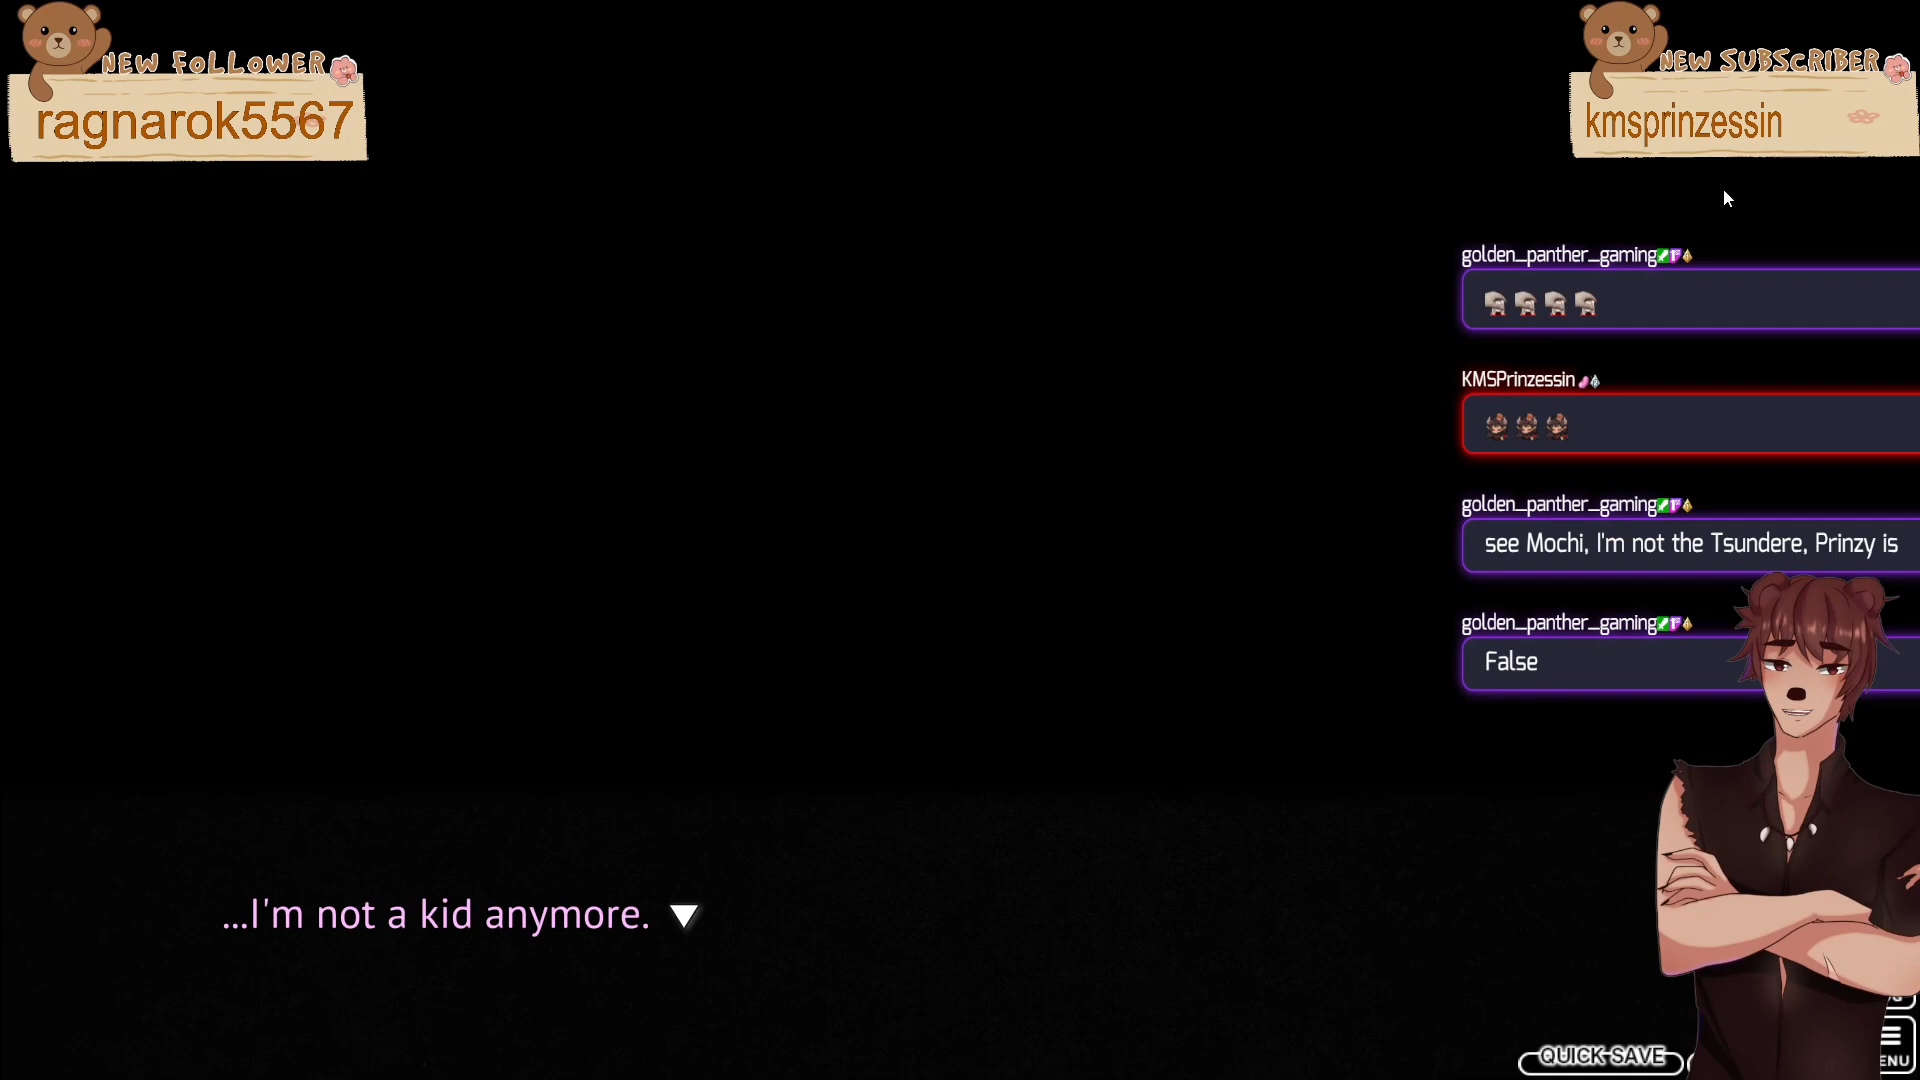 NEW FOLLOWER
ragnarok5567
NEW SUBSCRIBER
kmsprinzessin
golden_panther_gaming
KMSPrinzessin
golden_panther_gaming
see Mochi, I'm not the Tsundere, Prinzy is
golden_panther_gaming
False
...I'm not a kid anymore.
QUICK SAVE